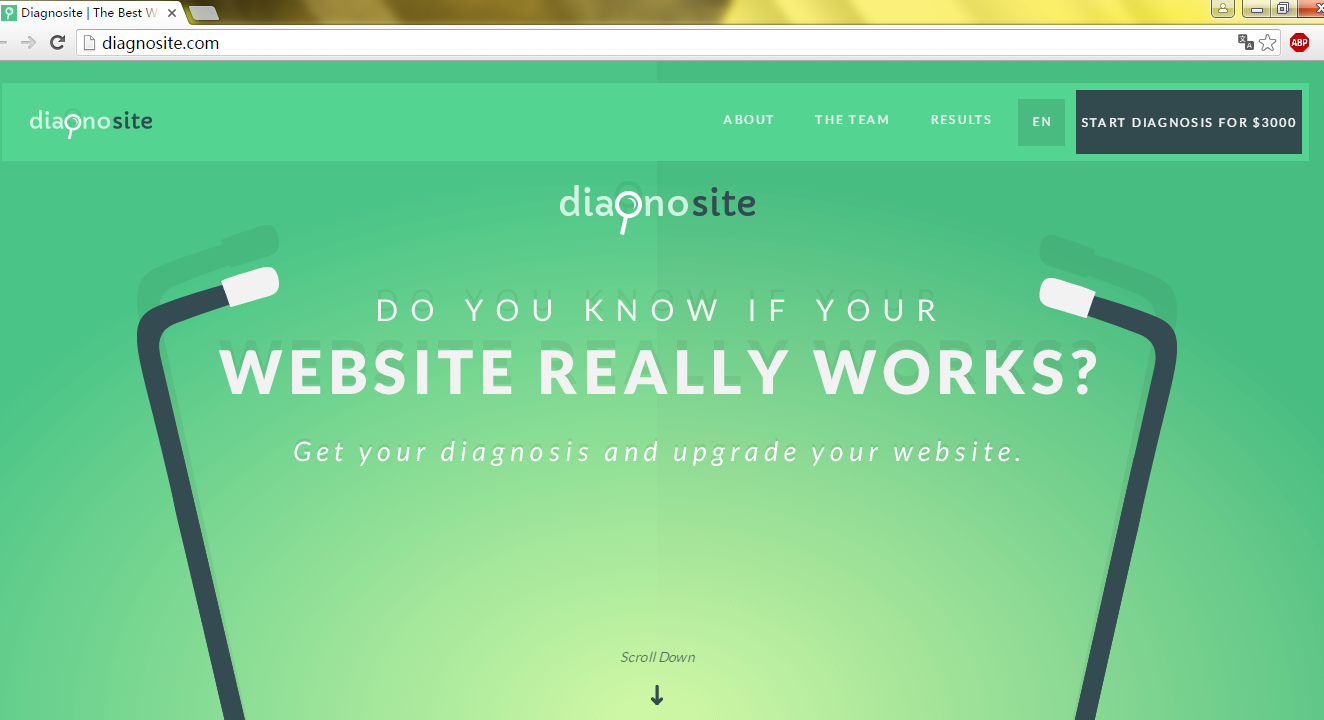 Diagnosite | The Best W
diagnosite.com
ABP
diagnosite
ABOUT
THE TEAM
RESULTS
EN
START DIAGNOSIS FOR $3000
diagnosite
DO YOU KNOW IF YOUR
WEBSITE REALLY WORKS?
Get your diagnosis and upgrade your website.
Scroll Down